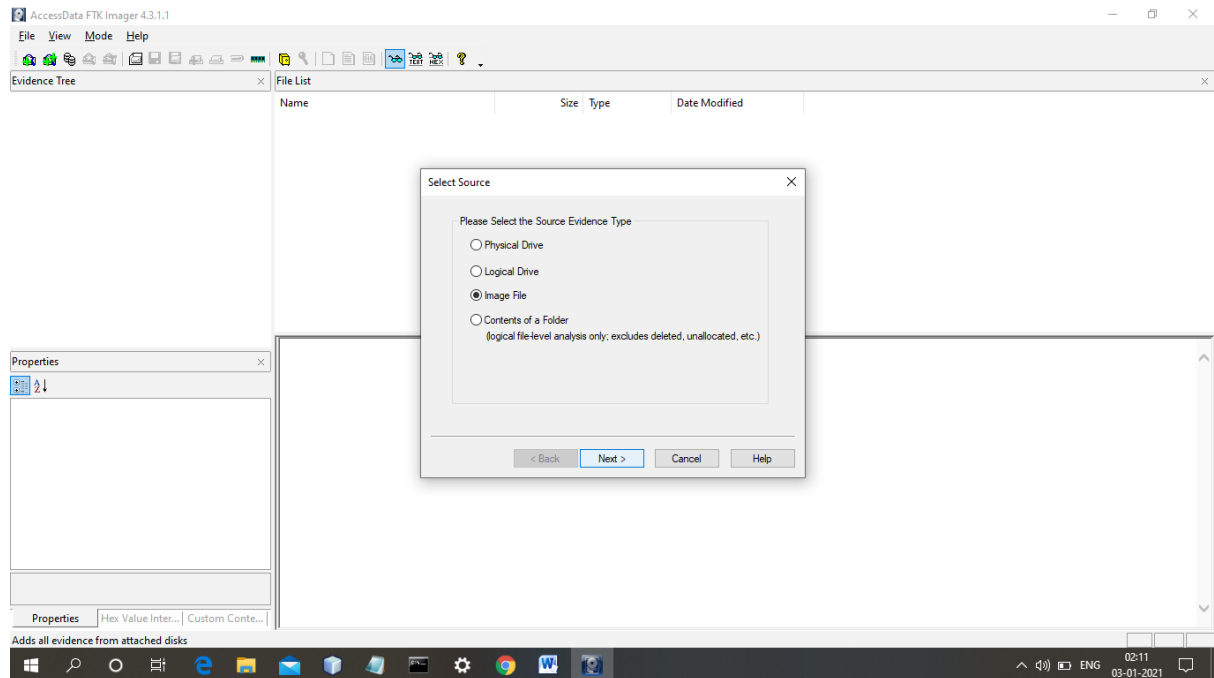 AccessData FTK Imager 4.3.1.1
File View Mode Help
TEXT HEX
Evidence Tree
File List
Name Size Type Date Modified
Select Source
Please Select the Source Evidence Type
Physical Drive
Logical Drive
Image File
Contents of a Folder
(logical file-level analysis only; excludes deleted, unallocated, etc.)
< Back Next > Cancel Help
Properties
Properties Hex Value Inter... Custom Conte...
Adds all evidence from attached disks
ENG
02:11
03-01-2021